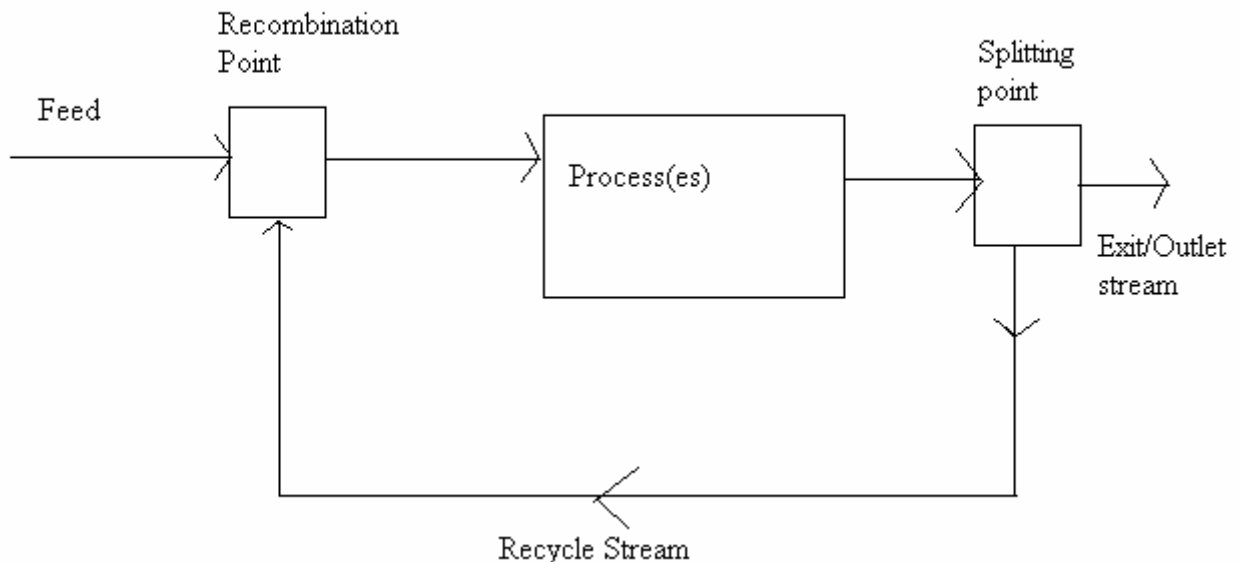 Recombination
Point
Feed
Process(es)
Splitting
point
Exit/Outlet
stream
Recycle Stream